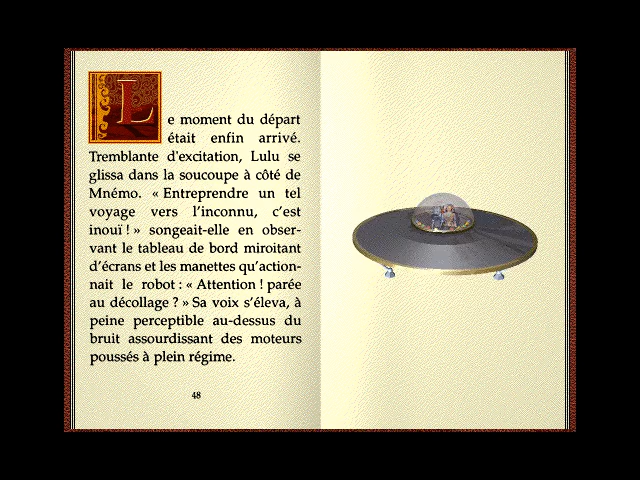 Le moment du départ
était enfin arrivé.
Tremblante d'excitation, Lulu se
glissa dans la soucoupe à côté de
Mnémo. « Entreprendre un tel
voyage vers l'inconnu, c'est
inouï ! » songeait-elle en obser-
vant le tableau de bord miroitant
d'écrans et les manettes qu'action-
nait le robot : « Attention ! parée
au décollage ? » Sa voix s'éleva, à
peine perceptible au-dessus du
bruit assourdissant des moteurs
poussés à plein régime.
48